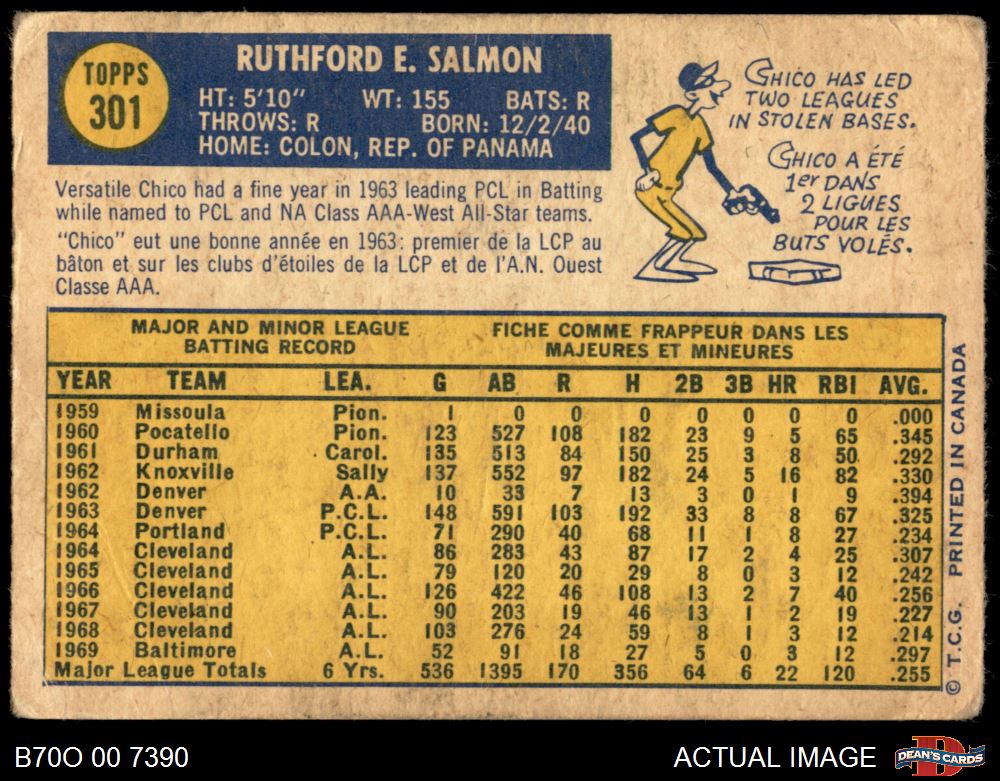 TOPPS
301
RUTHFORD E. SALMON
HT: 5'10" WT: 155 BATS: R
THROWS: R BORN: 12/2/40
HOME: COLON, REP. OF PANAMA
CHICO HAS LED
TWO LEAGUES
IN STOLEN BASES.
CHICO A ÉTÉ
1er DANS
2 LIGUES
POUR LES
BUTS VOLÉS.
Versatile Chico had a fine year in 1963 leading PCL in Batting
while named to PCL and NA Class AAA-West All-Star teams.
"Chico" eut une bonne année en 1963: premier de la LCP au
bâton et sur les clubs d'étoiles de la LCP et de l'A.N. Ouest
Classe AAA.
MAJOR AND MINOR LEAGUE
BATTING RECORD
FICHE COMME FRAPPEUR DANS LES
MAJEURES ET MINEURES
YEAR TEAM LEA. G AB R H 2B 3B HR RBI AVG.
1959 Missoula Pion. 1 0 0 0 0 0 0 0 .000
1960 Pocatello Pion. 123 527 108 182 23 9 5 65 .345
1961 Durham Carol. 135 513 84 150 25 3 8 50 .292
1962 Knoxville Sally 137 552 97 182 24 5 16 82 .330
1962 Denver A.A. 10 33 7 13 3 0 1 9 .394
1963 Denver P.C.L. 148 591 103 192 33 8 8 67 .325
1964 Portland P.C.L. 71 290 40 68 11 1 8 27 .234
1964 Cleveland A.L. 86 283 43 87 17 2 4 25 .307
1965 Cleveland A.L. 79 120 20 29 8 0 3 12 .242
1966 Cleveland A.L. 126 422 46 108 13 2 7 40 .256
1967 Cleveland A.L. 90 203 19 46 13 1 2 19 .227
1968 Cleveland A.L. 103 276 24 59 8 1 3 12 .214
1969 Baltimore A.L. 52 91 18 27 5 0 3 12 .297
Major League Totals 6 Yrs. 536 1395 170 356 64 6 22 120 .255
© T.C.G. PRINTED IN CANADA
B70O 00 7390
ACTUAL IMAGE
DEAN'S CARDS